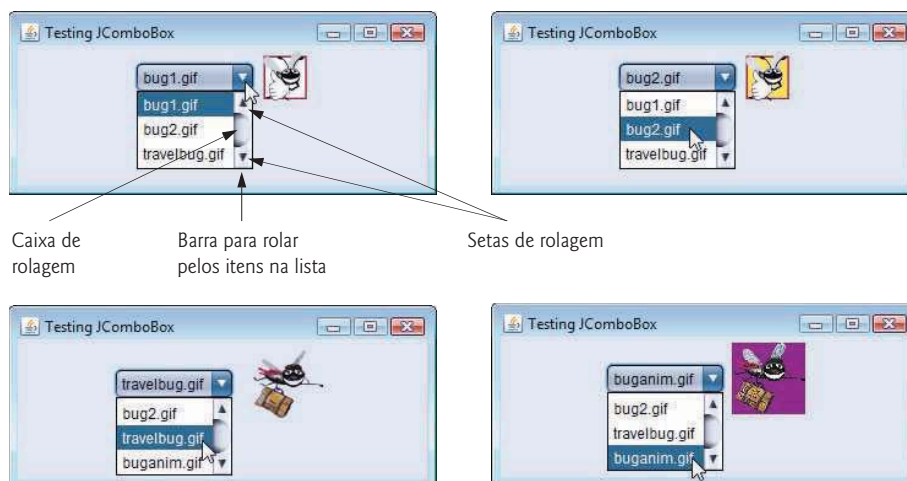 Testing JComboBox
bug1.gif
bug1.gif
bug2.gif
travelbug.gif
Testing JComboBox
bug2.gif
bug1.gif
bug2.gif
travelbug.gif
Caixa de
rolagem
Barra para rolar
pelos itens na lista
Setas de rolagem
Testing JComboBox
travelbug.gif
bug2.gif
travelbug.gif
buganim.gif
Testing JComboBox
buganim.gif
bug2.gif
travelbug.gif
buganim.gif